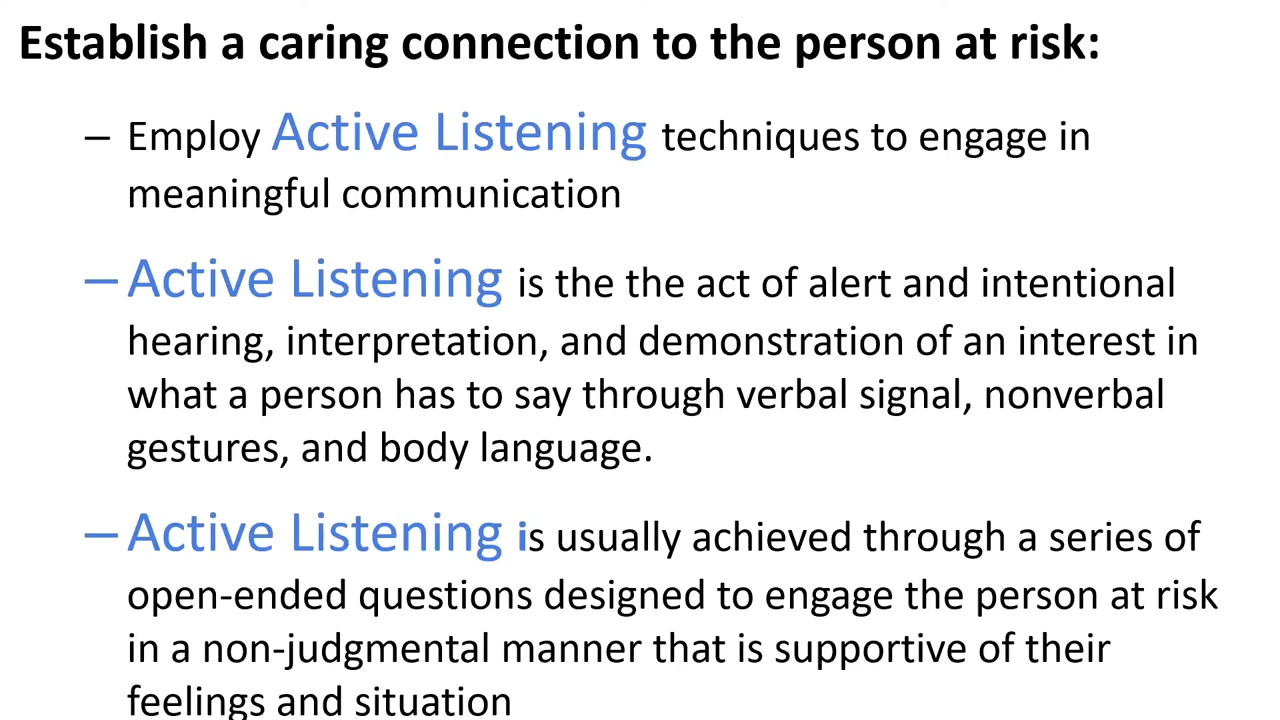 Establish a caring connection to the person at risk:
– Employ Active Listening techniques to engage in
meaningful communication
– Active Listening is the the act of alert and intentional
hearing, interpretation, and demonstration of an interest in
what a person has to say through verbal signal, nonverbal
gestures, and body language.
– Active Listening is usually achieved through a series of
open-ended questions designed to engage the person at risk
in a non-judgmental manner that is supportive of their
feelings and situation